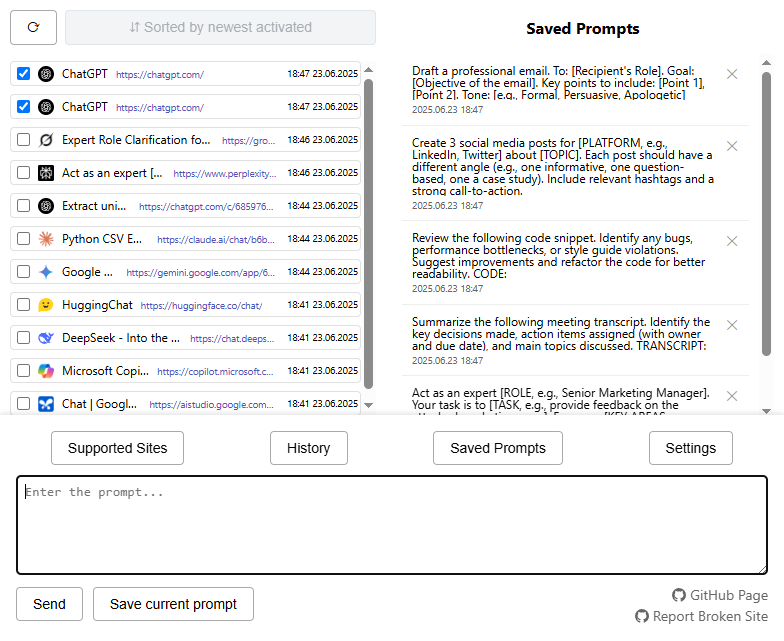 ⇵ Sorted by newest activated
ChatGPT https://chatgpt.com/ 18:47 23.06.2025
ChatGPT https://chatgpt.com/ 18:47 23.06.2025
Expert Role Clarification fo... https://gro... 18:46 23.06.2025
Act as an expert [... https://www.perplexity... 18:46 23.06.2025
Extract uni... https://chatgpt.com/c/685976... 18:44 23.06.2025
Python CSV E... https://claude.ai/chat/b6b... 18:44 23.06.2025
Google ... https://gemini.google.com/app/6... 18:44 23.06.2025
HuggingChat https://huggingface.co/chat/ 18:41 23.06.2025
DeepSeek - Into the ... https://chat.deeps... 18:41 23.06.2025
Microsoft Copi... https://copilot.microsoft.c... 18:41 23.06.2025
Chat | Googl... https://aistudio.google.com... 18:41 23.06.2025
Saved Prompts
Draft a professional email. To: [Recipient's Role]. Goal:
[Objective of the email]. Key points to include: [Point 1],
[Point 2]. Tone: [e.g., Formal, Persuasive, Apologetic]
2025.06.23 18:47
Create 3 social media posts for [PLATFORM, e.g.,
LinkedIn, Twitter] about [TOPIC]. Each post should have a
different angle (e.g., one informative, one question-
based, one a case study). Include relevant hashtags and a
strong call-to-action.
2025.06.23 18:47
Review the following code snippet. Identify any bugs,
performance bottlenecks, or style guide violations.
Suggest improvements and refactor the code for better
readability. CODE:
2025.06.23 18:47
Summarize the following meeting transcript. Identify the
key decisions made, action items assigned (with owner
and due date), and main topics discussed. TRANSCRIPT:
2025.06.23 18:47
Act as an expert [ROLE, e.g., Senior Marketing Manager].
Your task is to [TASK, e.g., provide feedback on the
Supported Sites
History
Saved Prompts
Settings
Enter the prompt...
Send
Save current prompt
GitHub Page
Report Broken Site